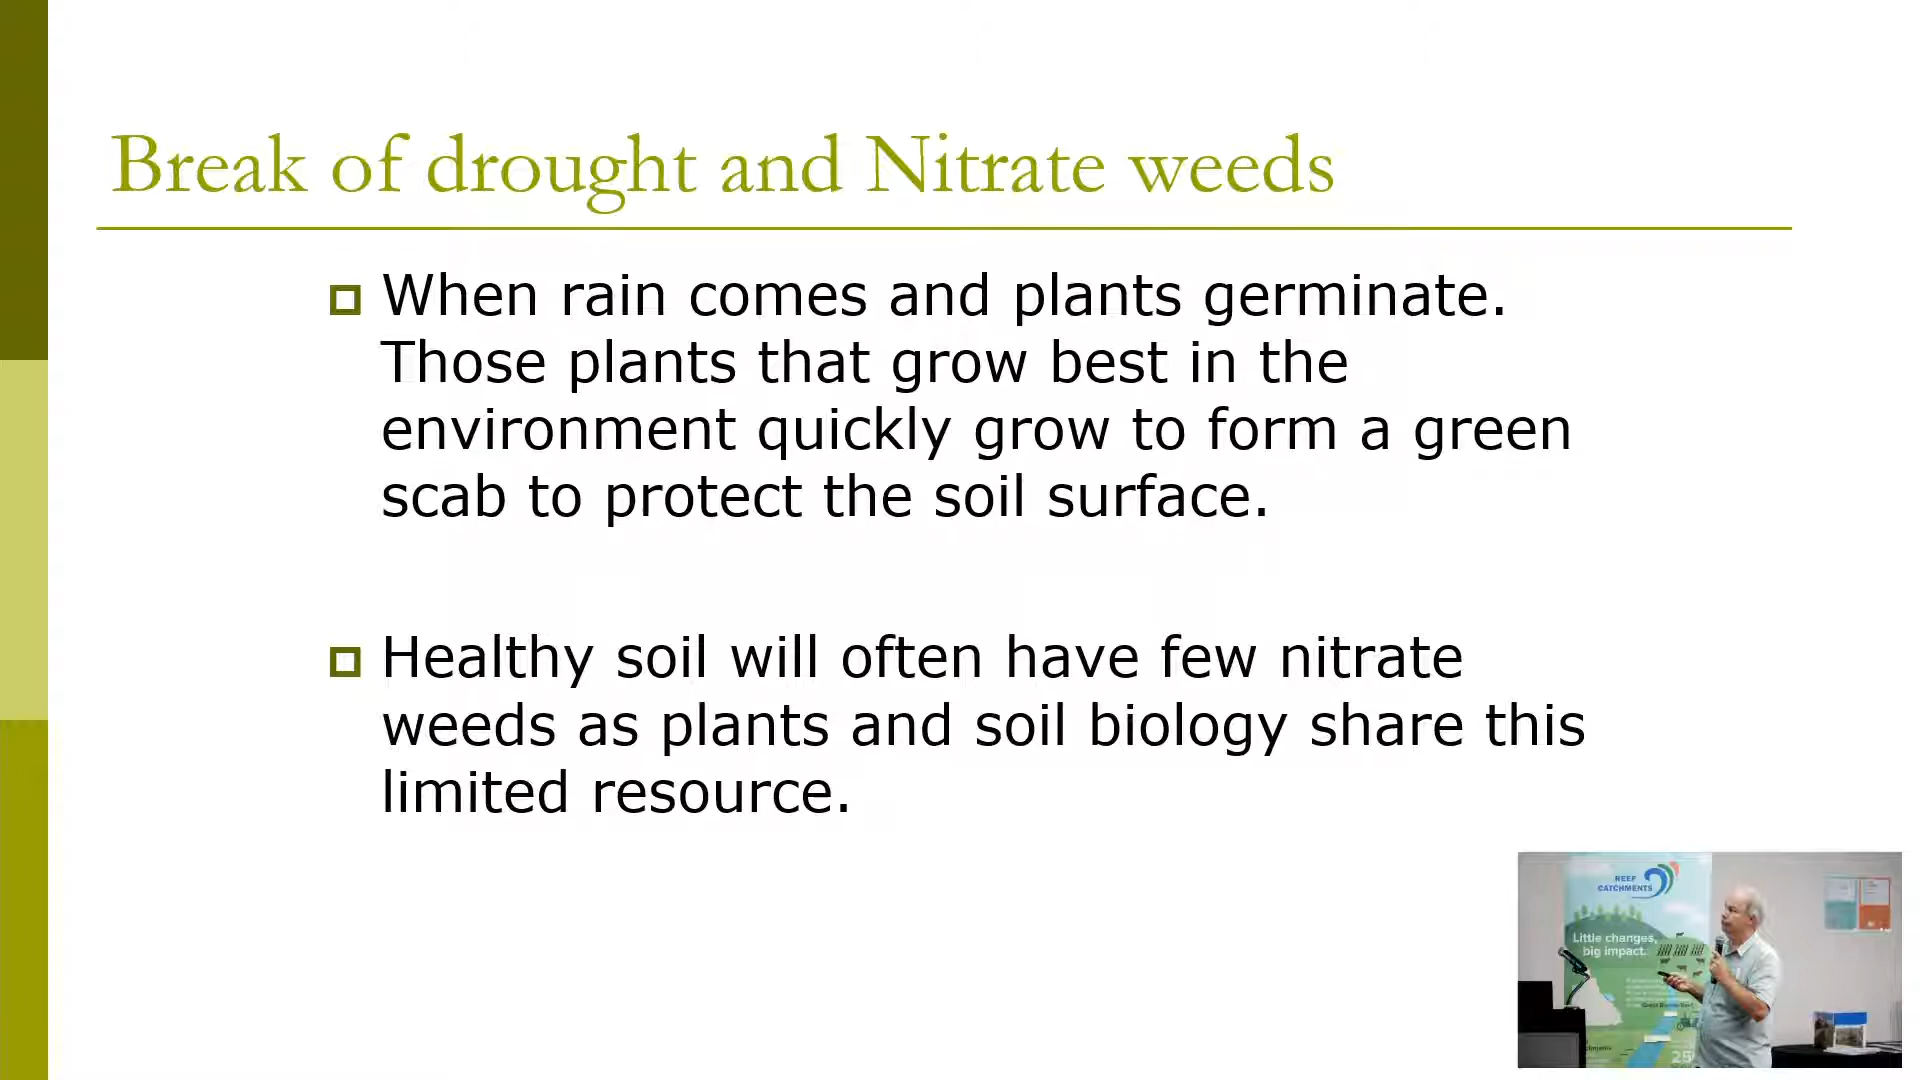 Break of drought and Nitrate weeds
When rain comes and plants germinate.
Those plants that grow best in the
environment quickly grow to form a green
scab to protect the soil surface.
Healthy soil will often have few nitrate
weeds as plants and soil biology share this
limited resource.
REEF
CATCHMENTS
Little changes,
big impact.
25